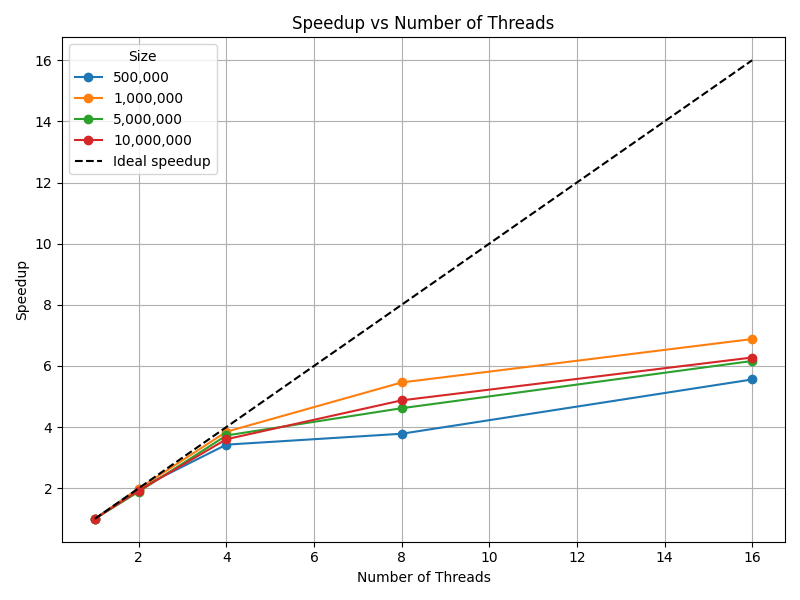 Speedup vs Number of Threads
Size
500,000
1,000,000
5,000,000
10,000,000
Ideal speedup
Speedup
16
14
12
10
8
6
4
2
2 4 6 8 10 12 14 16
Number of Threads